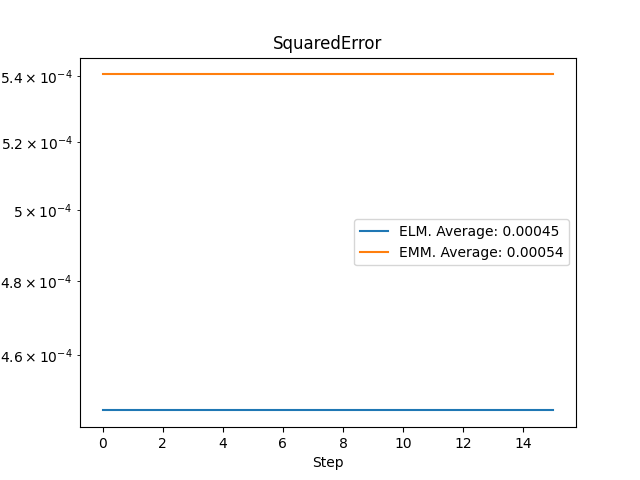 SquaredError
5.4 × 10⁻⁴
5.2 × 10⁻⁴
5 × 10⁻⁴
4.8 × 10⁻⁴
4.6 × 10⁻⁴
ELM. Average: 0.00045
EMM. Average: 0.00054
0 2 4 6 8 10 12 14
Step